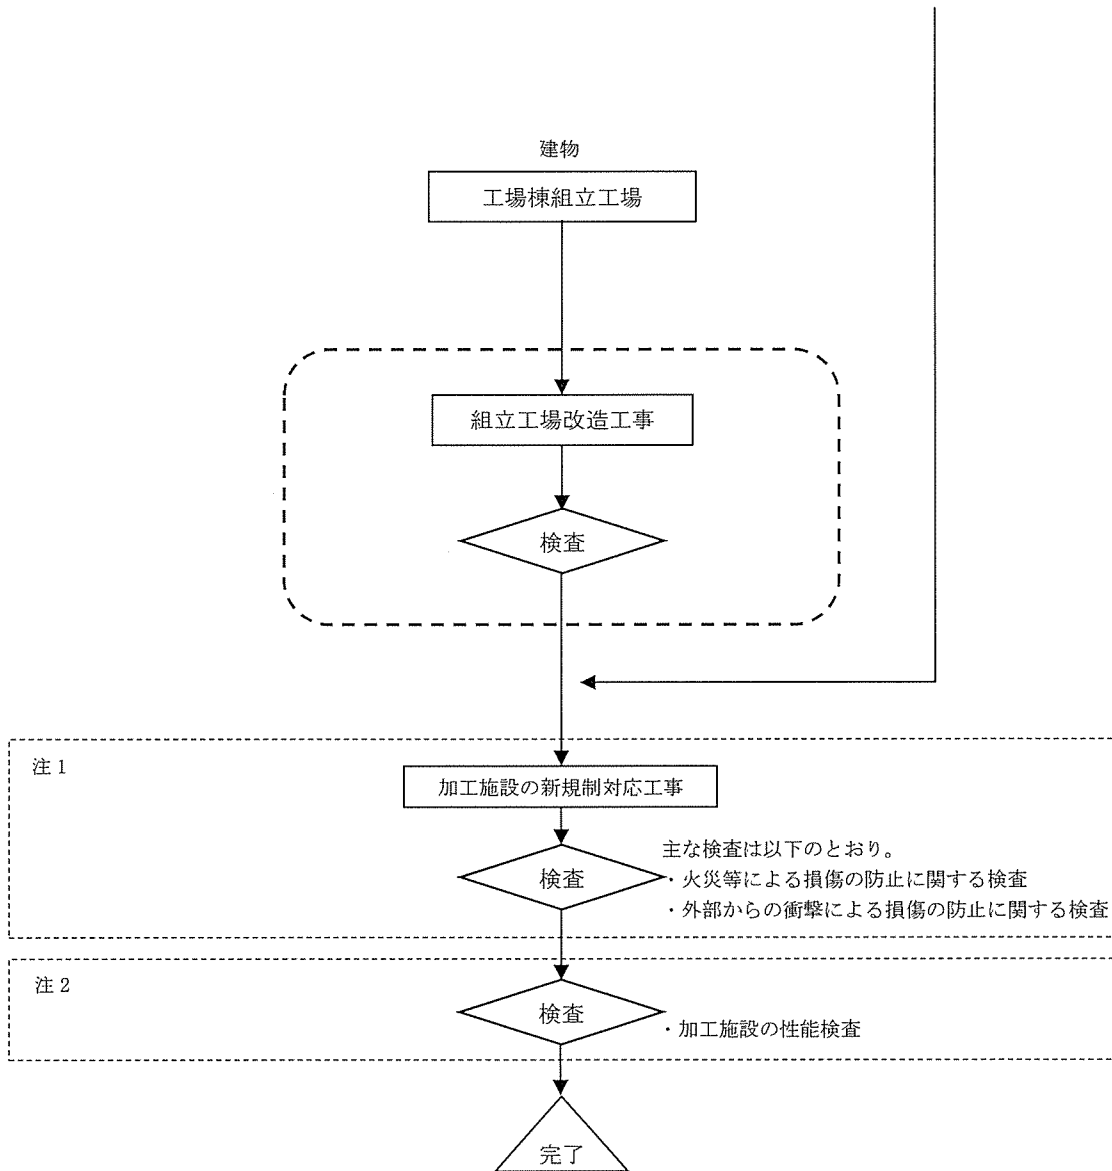 建物
工場棟組立工場
組立工場改造工事
検査
注1
加工施設の新規制対応工事
検査
主な検査は以下のとおり。
・火災等による損傷の防止に関する検査
・外部からの衝撃による損傷の防止に関する検査
注2
検査
・加工施設の性能検査
完了